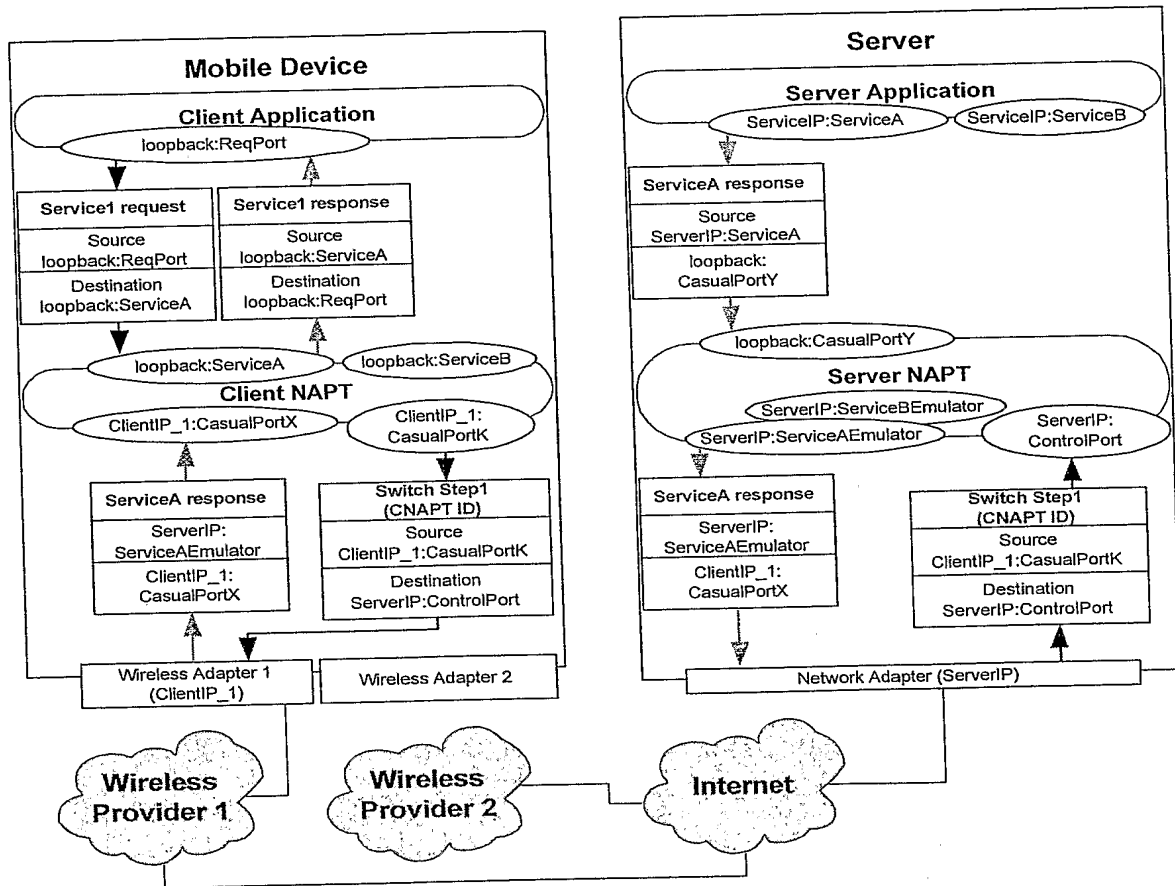 Mobile Device
Client Application
loopback:ReqPort
Service1 request
Source
loopback:ReqPort
Destination
loopback:ServiceA
Service1 response
Source
loopback:ServiceA
Destination
loopback:ReqPort
loopback:ServiceA
loopback:ServiceB
Client NAPT
ClientIP_1:CasualPortX
ClientIP_1:
CasualPortK
ServiceA response
ServerIP:
ServiceAEmulator
ClientIP_1:
CasualPortX
Switch Step1
(CNAPT ID)
Source
ClientIP_1:CasualPortK
Destination
ServerIP:ControlPort
Wireless Adapter 1
(ClientIP_1)
Wireless Adapter 2
Server
Server Application
ServiceIP:ServiceA
ServiceIP:ServiceB
ServiceA response
Source
ServerIP:ServiceA
loopback:
CasualPortY
loopback:CasualPortY
Server NAPT
ServerIP:ServiceBEmulator
ServerIP:ServiceAEmulator
ServerIP:
ControlPort
ServiceA response
ServerIP:
ServiceAEmulator
ClientIP_1:
CasualPortX
Switch Step1
(CNAPT ID)
Source
ClientIP_1:CasualPortK
Destination
ServerIP:ControlPort
Network Adapter (ServerIP)
Wireless
Provider 1
Wireless
Provider 2
Internet